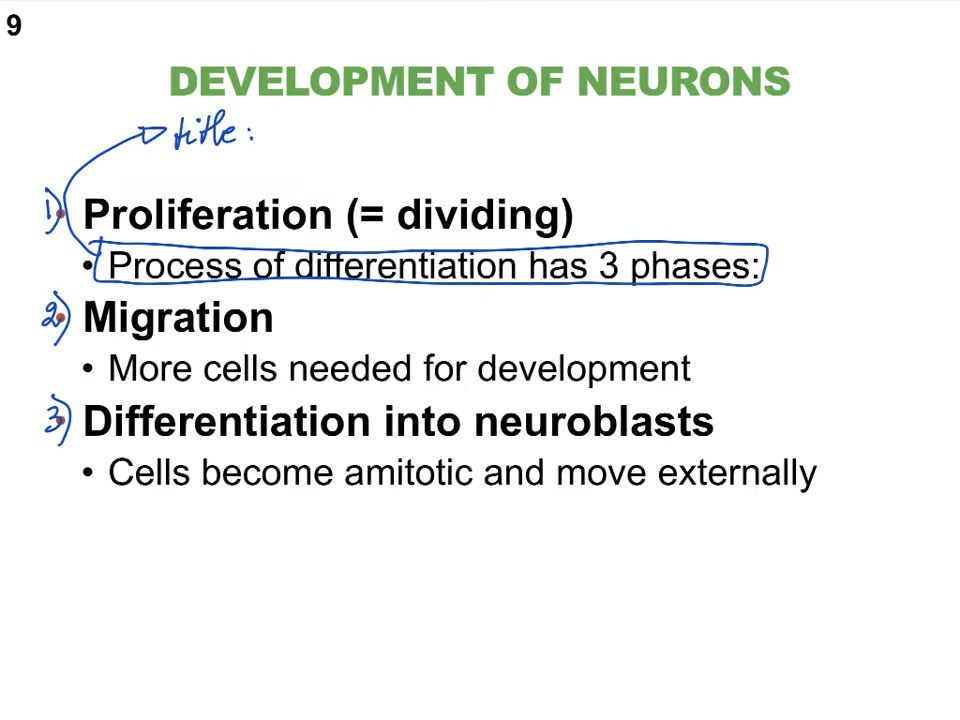 9
DEVELOPMENT OF NEURONS
title:
1) • Proliferation (= dividing)
• Process of differentiation has 3 phases:
2) • Migration
• More cells needed for development
3) • Differentiation into neuroblasts
• Cells become amitotic and move externally